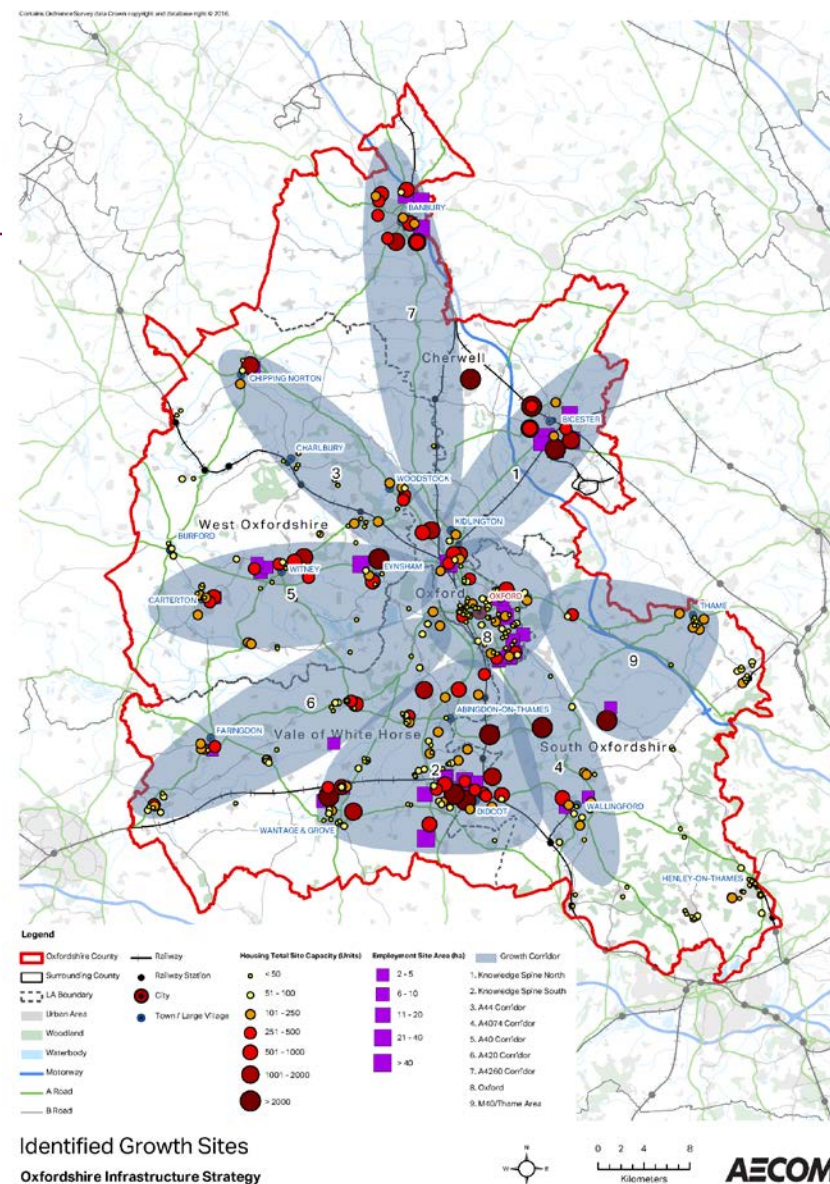 Contains Ordnance Survey data Crown copyright and database right © 2016.
BANBURY
7
Cherwell
CHIPPING NORTON
BICESTER
CHARLBURY
3
WOODSTOCK
1
KIDLINGTON
West Oxfordshire
BURFORD
WITNEY
EYNSHAM
CARTERTON
5
Oxford
OXFORD
THAME
8
9
6
ABINGDON-ON-THAMES
FARINGDON
Vale of White Horse
South Oxfordshire
2
4
DIDCOT
WALLINGFORD
WANTAGE & GROVE
HENLEY-ON-THAMES
Legend
Oxfordshire County
Surrounding County
LA Boundary
Urban Area
Woodland
Waterbody
Motorway
A Road
B Road
Railway
Railway Station
City
Town / Large Village
Housing Total Site Capacity (Units)
< 50
51 - 100
101 - 250
251 - 500
501 - 1000
1001 - 2000
> 2000
Employment Site Area (ha)
2 - 5
6 - 10
11 - 20
21 - 40
> 40
Growth Corridor
1. Knowledge Spine North
2. Knowledge Spine South
3. A44 Corridor
4. A4074 Corridor
5. A40 Corridor
6. A420 Corridor
7. A4260 Corridor
8. Oxford
9. M40/Thame Area
Identified Growth Sites
Oxfordshire Infrastructure Strategy
N
W E
S
0 2 4 8
Kilometers
AECOM